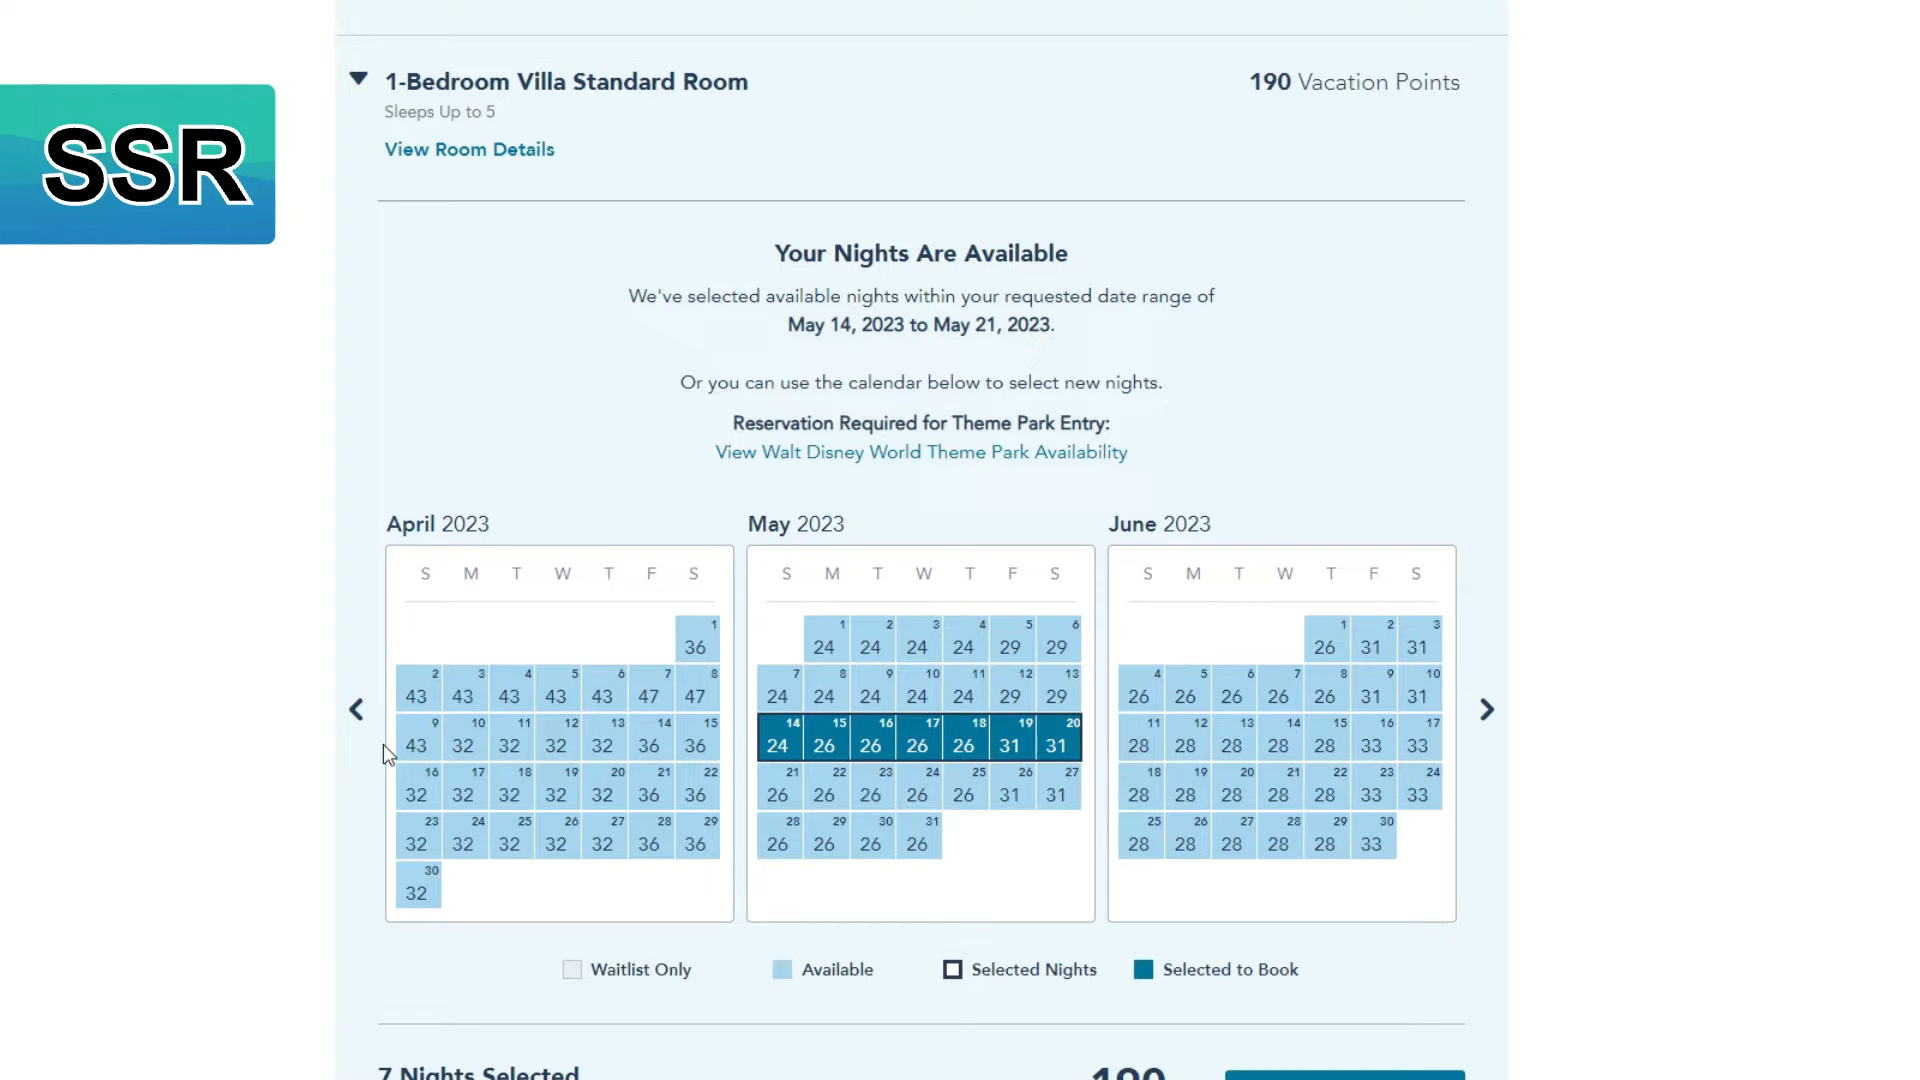 SSR
1-Bedroom Villa Standard Room
190 Vacation Points
Sleeps Up to 5
View Room Details
Your Nights Are Available
We've selected available nights within your requested date range of
May 14, 2023 to May 21, 2023.
Or you can use the calendar below to select new nights.
Reservation Required for Theme Park Entry:
View Walt Disney World Theme Park Availability
April 2023
S M T W T F S
1
36
2 3 4 5 6 7 8
43 43 43 43 43 47 47
9 10 11 12 13 14 15
43 32 32 32 32 36 36
16 17 18 19 20 21 22
32 32 32 32 32 36 36
23 24 25 26 27 28 29
32 32 32 32 32 36 36
30
32
May 2023
S M T W T F S
1 2 3 4 5 6
24 24 24 24 29 29
7 8 9 10 11 12 13
24 24 24 24 24 29 29
14 15 16 17 18 19 20
24 26 26 26 26 31 31
21 22 23 24 25 26 27
26 26 26 26 26 31 31
28 29 30 31
26 26 26 26
June 2023
S M T W T F S
1 2 3
26 31 31
4 5 6 7 8 9 10
26 26 26 26 26 31 31
11 12 13 14 15 16 17
28 28 28 28 28 33 33
18 19 20 21 22 23 24
28 28 28 28 28 33 33
25 26 27 28 29 30
28 28 28 28 28 33
Waitlist Only
Available
Selected Nights
Selected to Book
7 Nights Selected
190